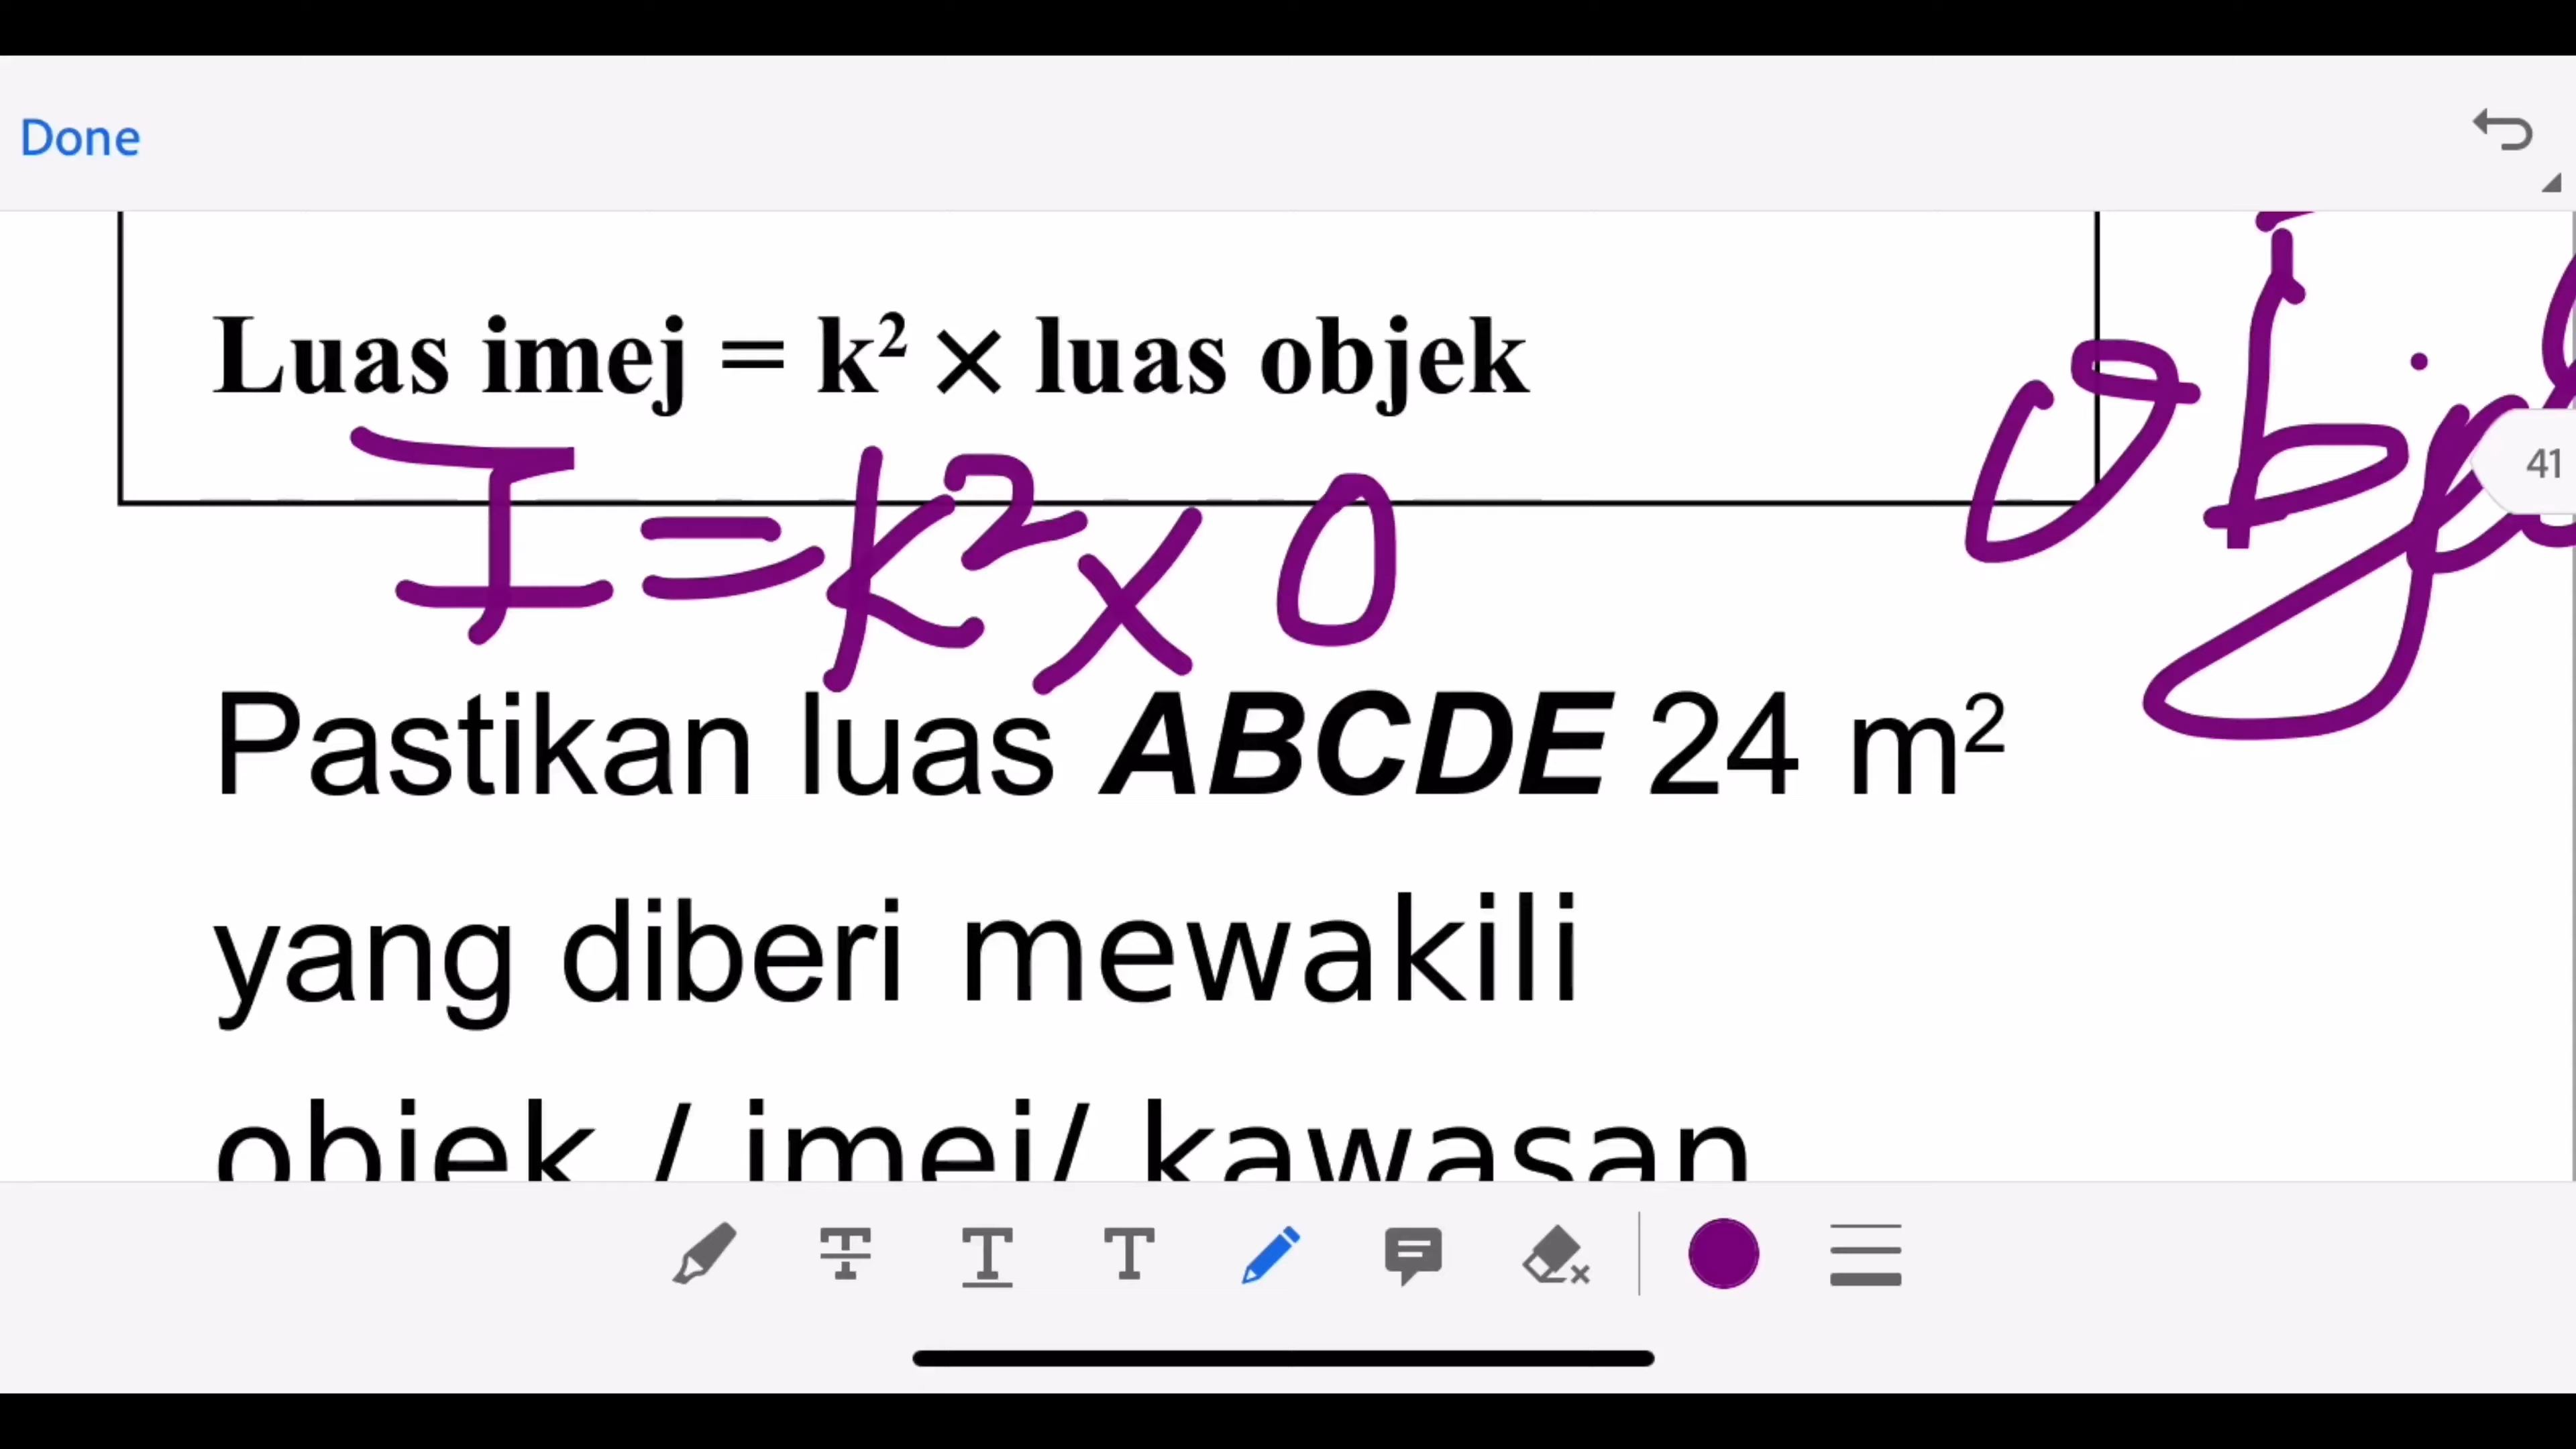 Done
Luas imej = k² × luas objek
I = k² x O
obj
41
Pastikan luas ABCDE 24 m²
yang diberi mewakili
objek / imej/ kawasan